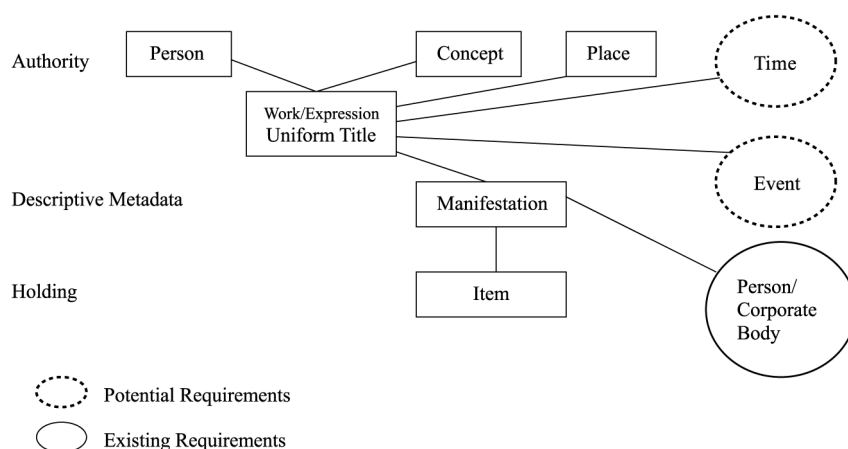 Authority
Person
Concept
Place
Time
Work/Expression
Uniform Title
Event
Descriptive Metadata
Manifestation
Holding
Item
Person/
Corporate
Body
Potential Requirements
Existing Requirements